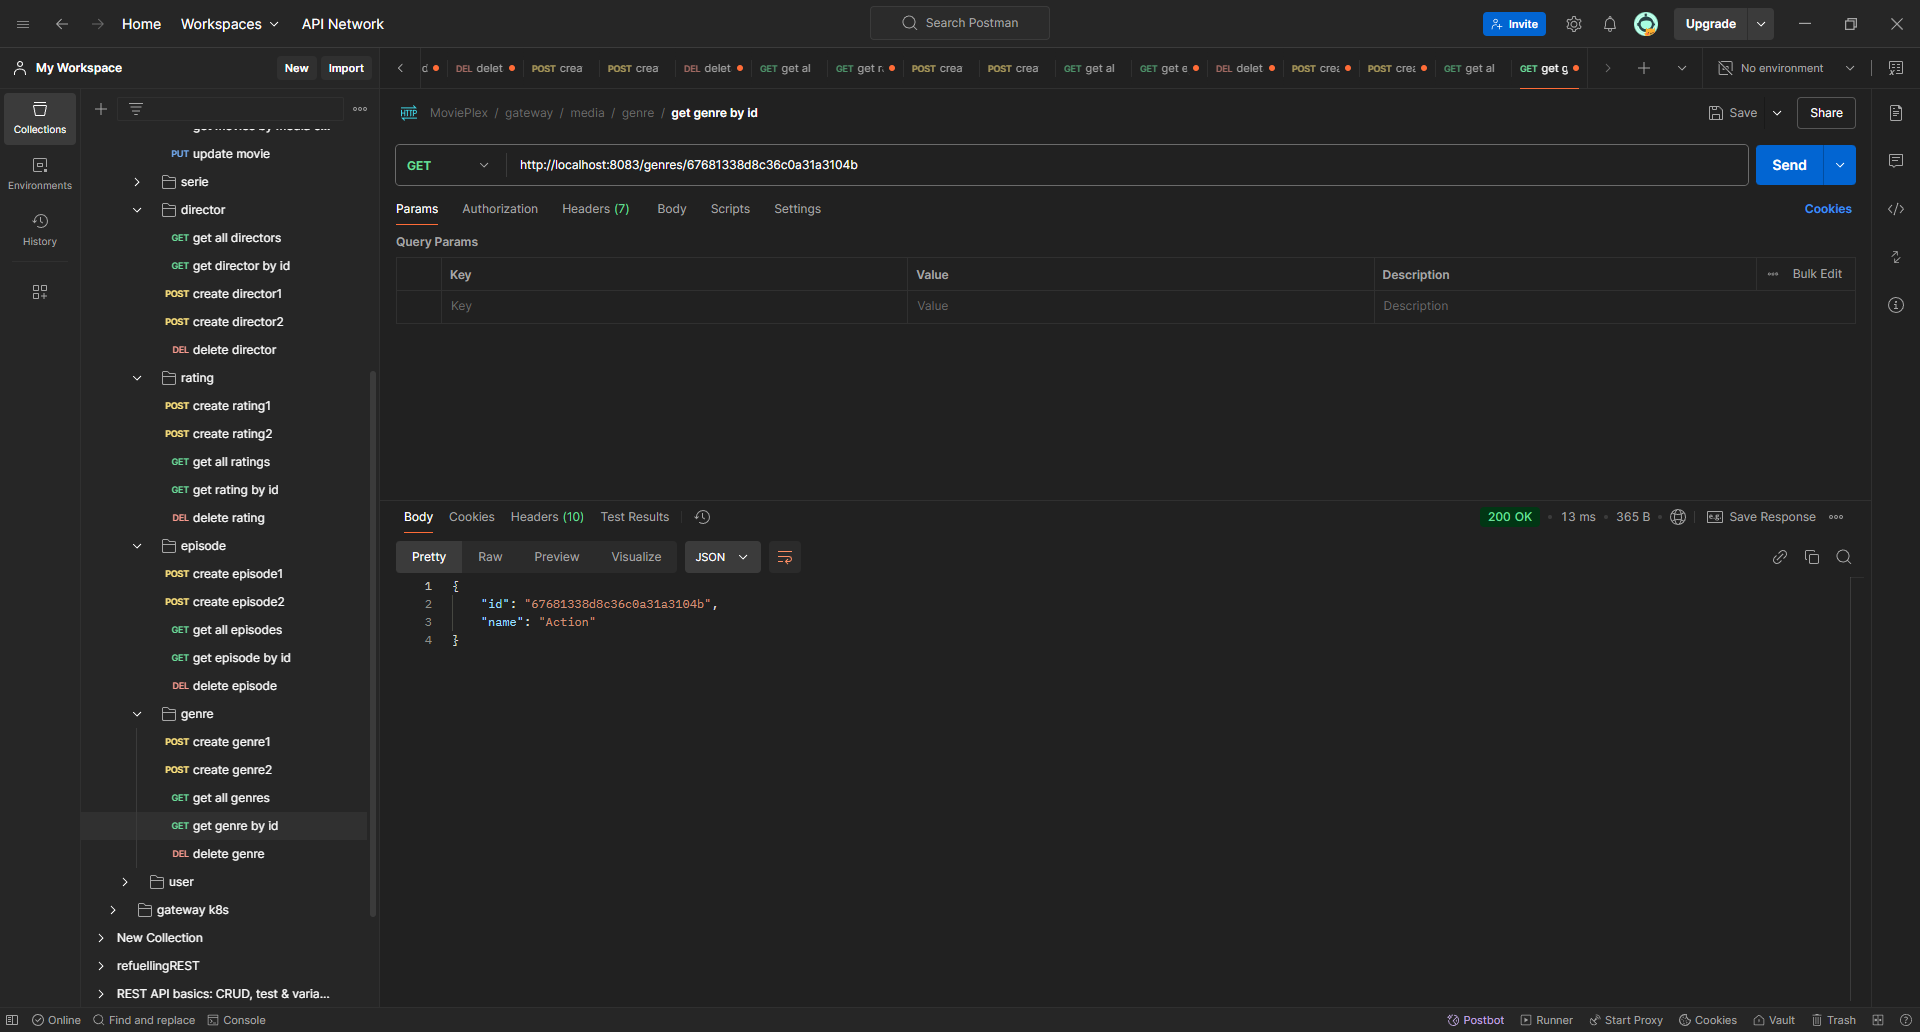 Home Workspaces API Network Search Postman Invite Upgrade
My Workspace New Import
DEL delet POST crea POST crea DEL delet GET al GET get r POST crea POST crea GET get al GET get e DEL delet POST crea POST crea GET get al GET get g No environment
Collections
Environments
History
PUT update movie
serie
director
GET get all directors
GET get director by id
POST create director1
POST create director2
DEL delete director
rating
POST create rating1
POST create rating2
GET get all ratings
GET get rating by id
DEL delete rating
episode
POST create episode1
POST create episode2
GET get all episodes
GET get episode by id
DEL delete episode
genre
POST create genre1
POST create genre2
GET get all genres
GET get genre by id
DEL delete genre
user
gateway k8s
New Collection
refuellingREST
REST API basics: CRUD, test & varia...
HTTP MoviePlex / gateway / media / genre / get genre by id Save Share
GET http://localhost:8083/genres/67681338d8c36c0a31a3104b Send
Params Authorization Headers (7) Body Scripts Settings Cookies
Query Params
Key Value Description Bulk Edit
Key Value Description
Body Cookies Headers (10) Test Results 200 OK 13 ms 365 B e.g. Save Response
Pretty Raw Preview Visualize JSON
1 {
2 "id": "67681338d8c36c0a31a3104b",
3 "name": "Action"
4 }
Online Find and replace Console Postbot Runner Start Proxy Cookies Vault Trash